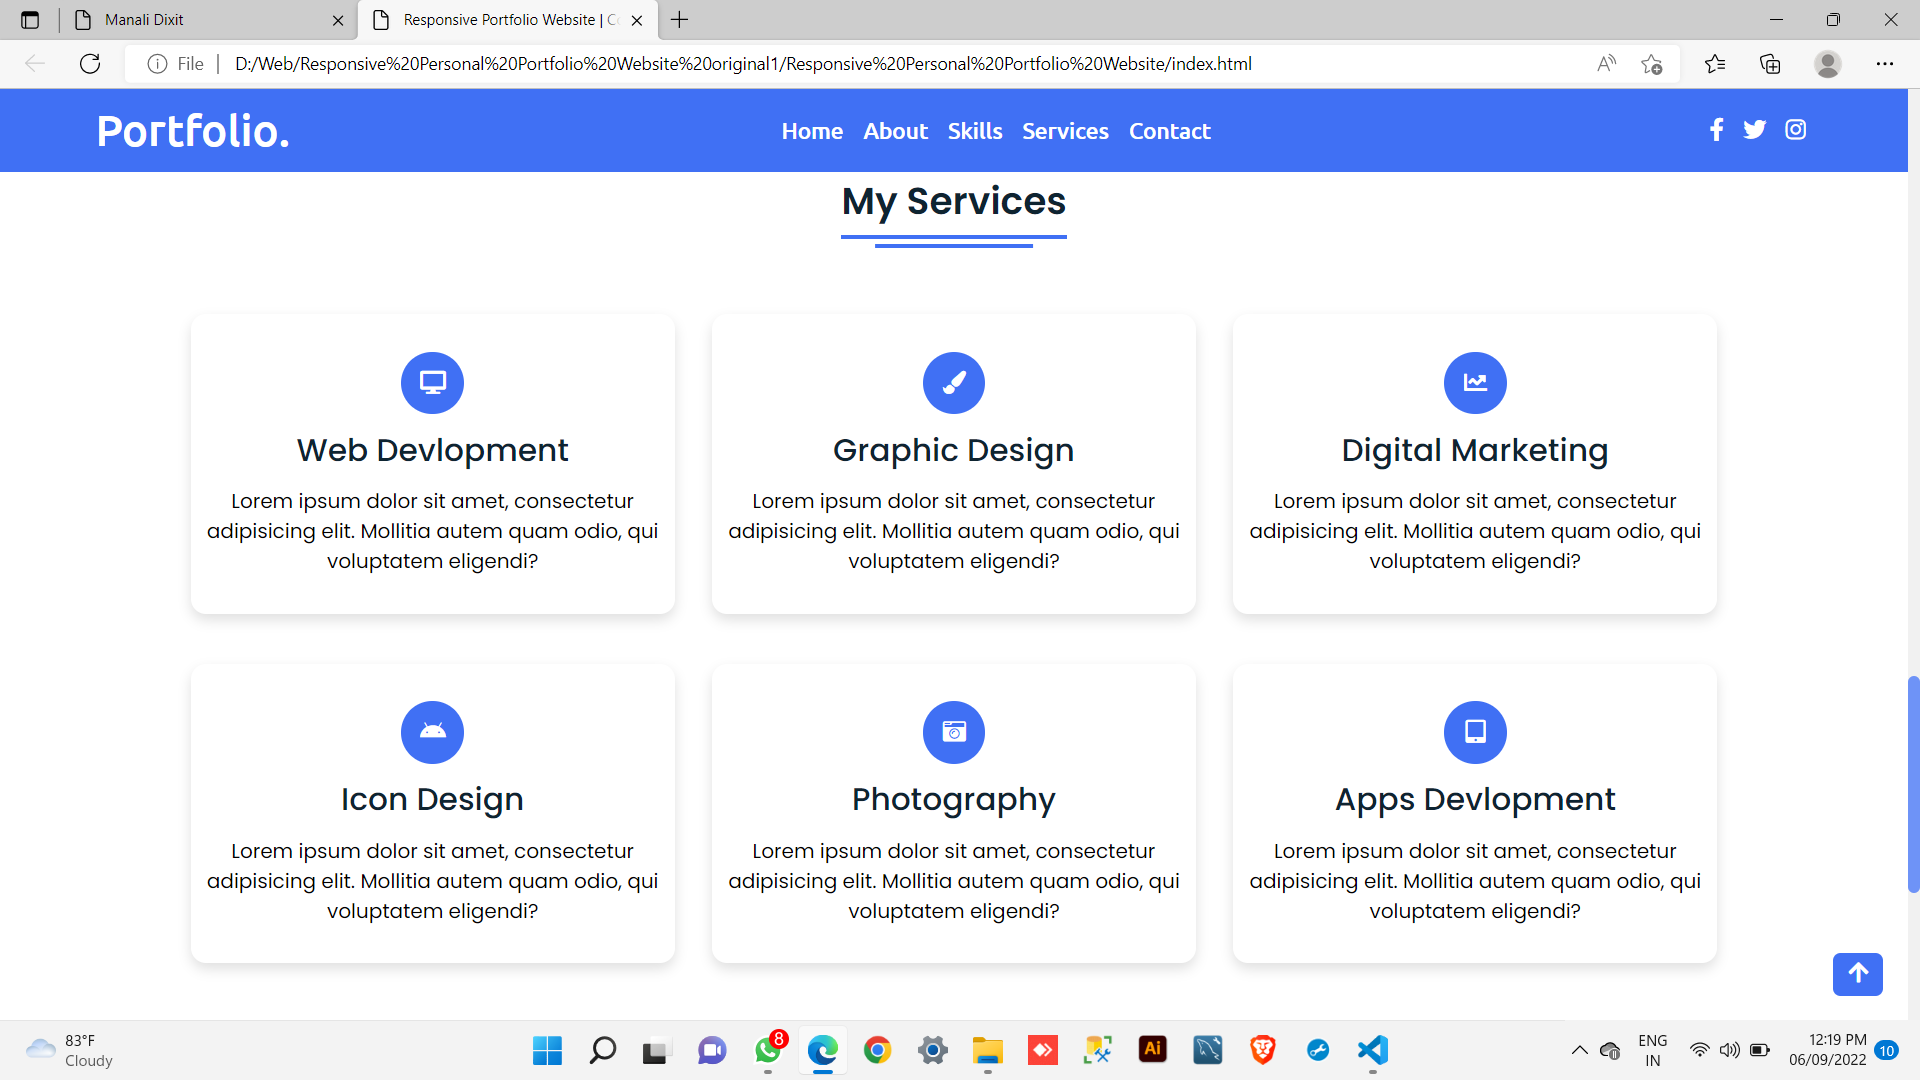 Manali Dixit
Responsive Portfolio Website | C
File
D:/Web/Responsive%20Personal%20Portfolio%20Website%20original1/Responsive%20Personal%20Portfolio%20Website/index.html
Portfolio.
Home About Skills Services Contact
My Services
Web Devlopment
Lorem ipsum dolor sit amet, consectetur
adipisicing elit. Mollitia autem quam odio, qui
voluptatem eligendi?
Graphic Design
Lorem ipsum dolor sit amet, consectetur
adipisicing elit. Mollitia autem quam odio, qui
voluptatem eligendi?
Digital Marketing
Lorem ipsum dolor sit amet, consectetur
adipisicing elit. Mollitia autem quam odio, qui
voluptatem eligendi?
Icon Design
Lorem ipsum dolor sit amet, consectetur
adipisicing elit. Mollitia autem quam odio, qui
voluptatem eligendi?
Photography
Lorem ipsum dolor sit amet, consectetur
adipisicing elit. Mollitia autem quam odio, qui
voluptatem eligendi?
Apps Devlopment
Lorem ipsum dolor sit amet, consectetur
adipisicing elit. Mollitia autem quam odio, qui
voluptatem eligendi?
83°F
Cloudy
8
Ai
ENG
IN
12:19 PM
06/09/2022
10